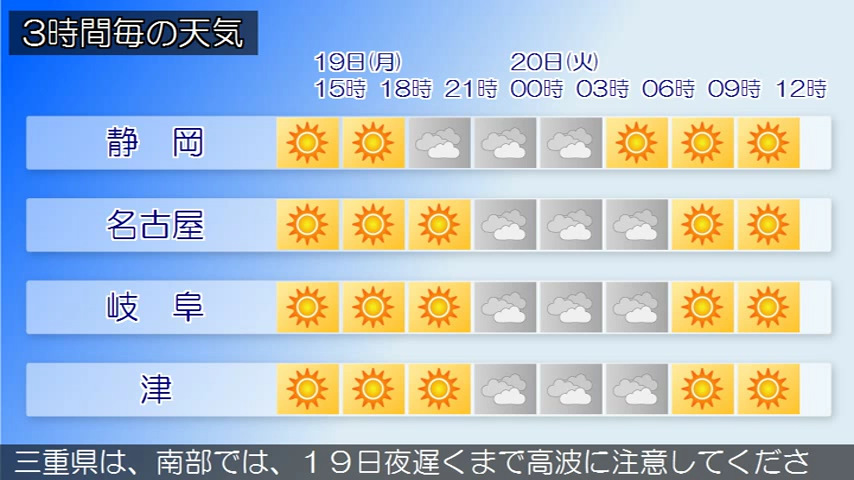 3時間毎の天気
19日(月) 20日(火)
15時 18時 21時 00時 03時 06時 09時 12時
静　岡
名古屋
岐　阜
津
三重県は、南部では、１９日夜遅くまで高波に注意してくださ